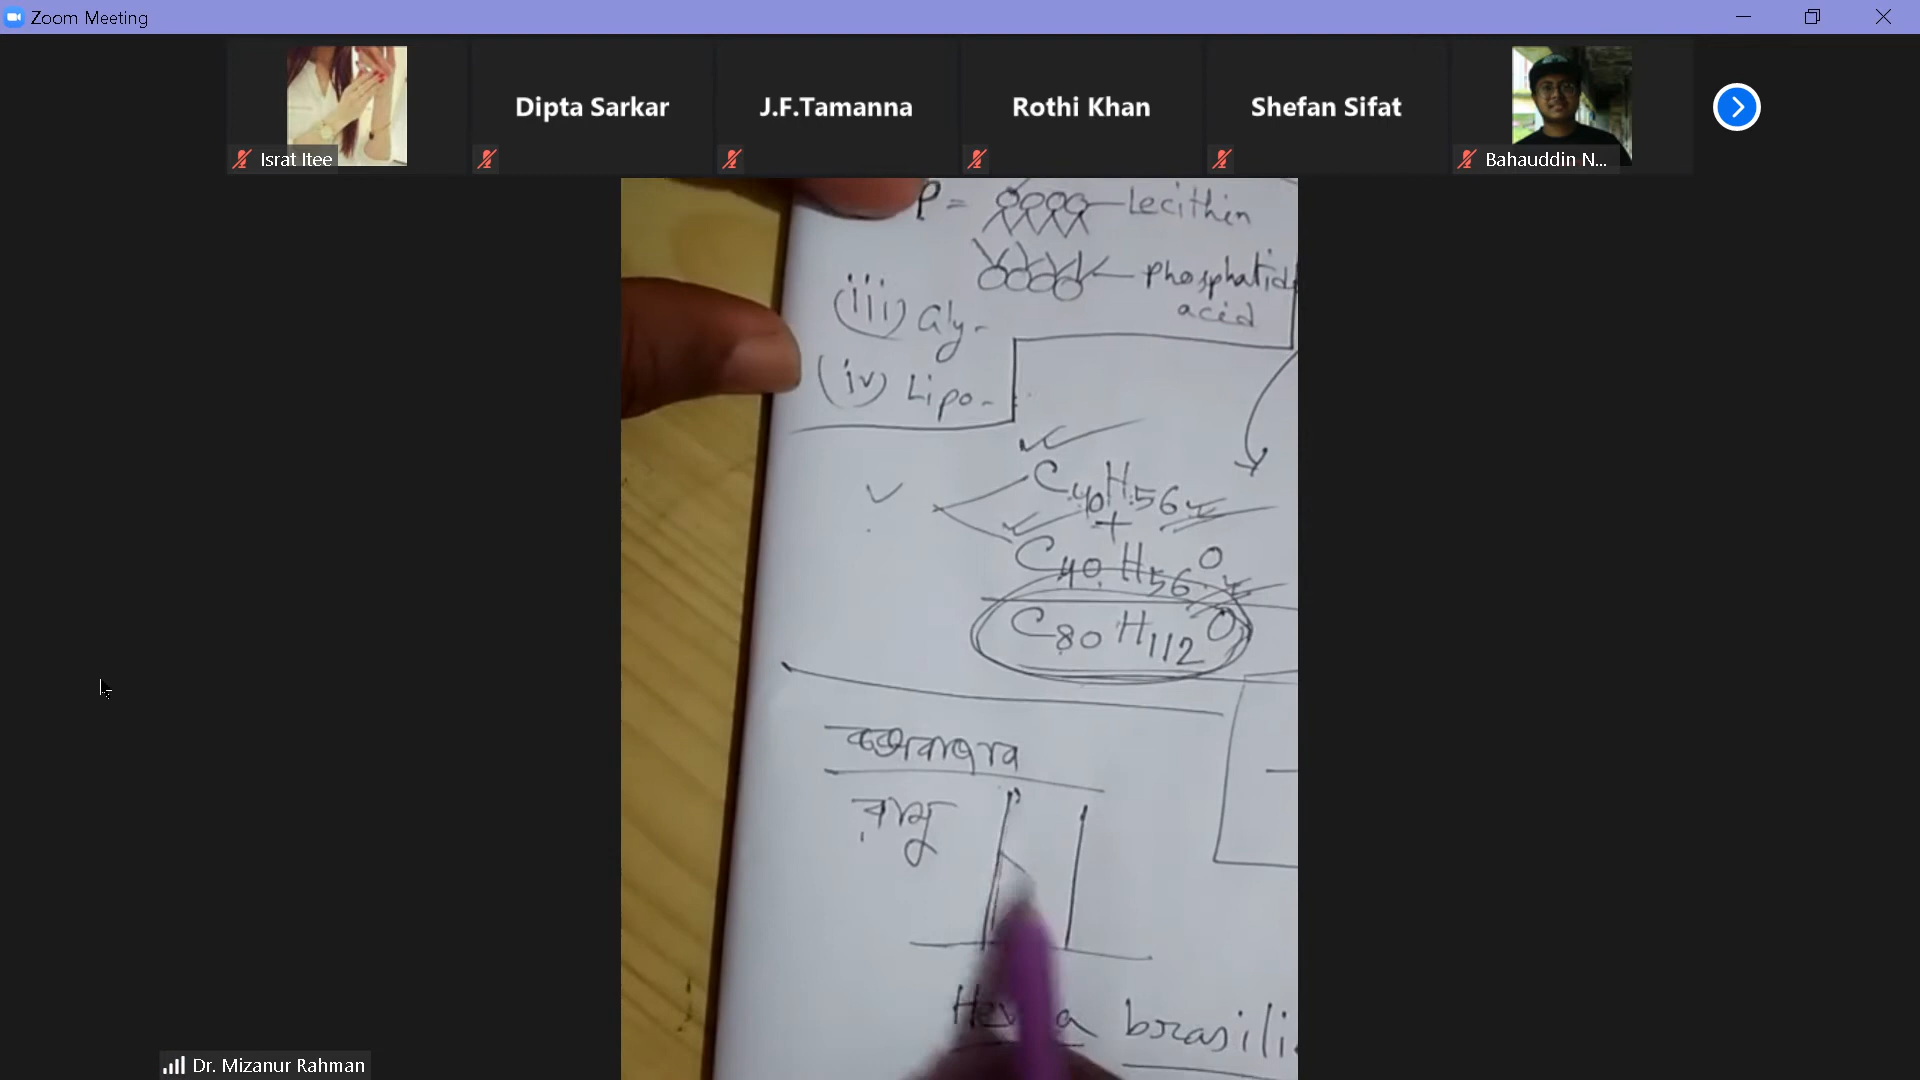 Zoom Meeting
Israt Itee
Dipta Sarkar
J.F.Tamanna
Rothi Khan
Shefan Sifat
Bahauddin N...
P = Lecithin
Phosphatid
acid
(iii) Gly-
(iv) Lipo-
C40H56
+
C40H56O
C80H112O
রামু
brasili
Dr. Mizanur Rahman